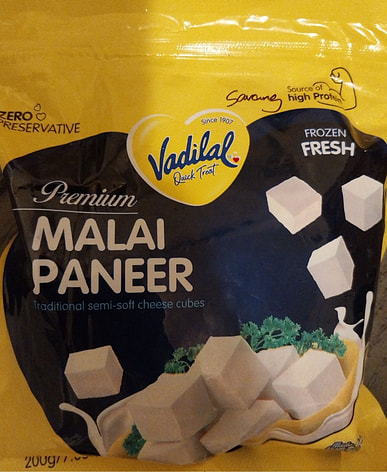 ZERO
PRESERVATIVE
Since 1907
Vadilal
Quick Treat
Source of
high Protein
FROZEN
FRESH
Premium
MALAI
PANEER
Traditional semi-soft cheese cubes
200g